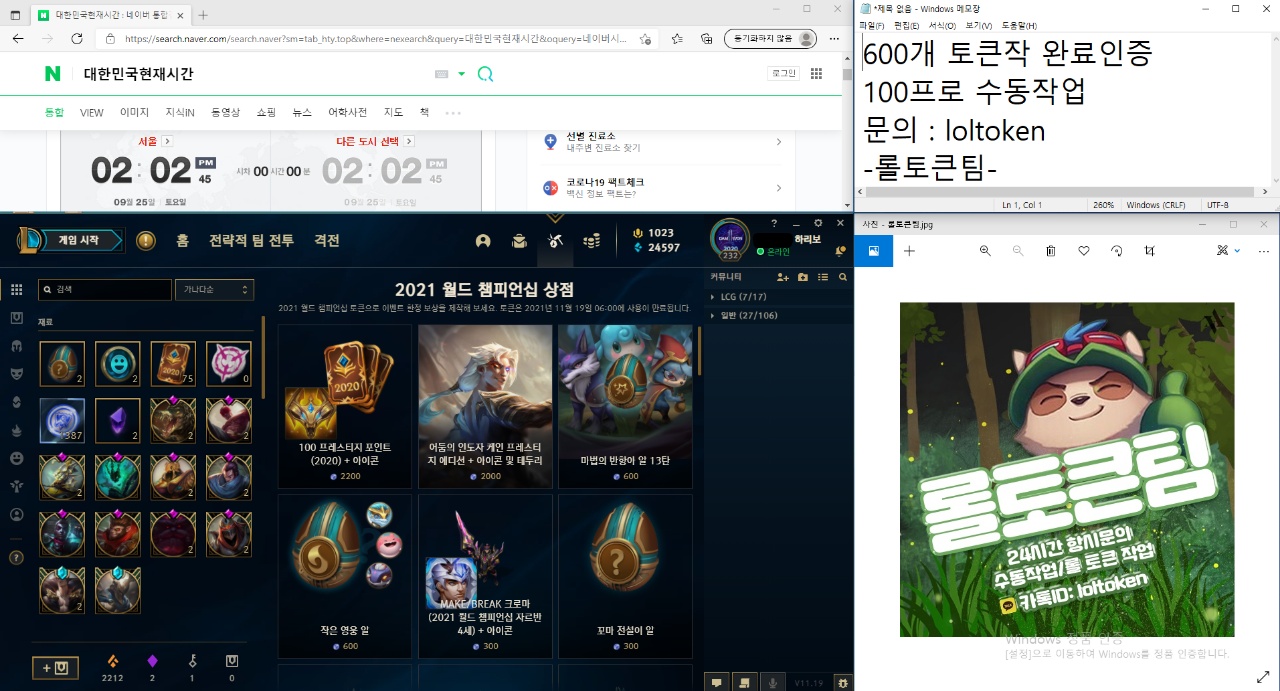 대한민국현재시간 : 네이버 통합
https://search.naver.com/search.naver?sm=tab_hty.top&where=nexearch&query=대한민국현재시간&oquery=네이버시...
동기화하지 않음
N 대한민국현재시간
로그인
통합 VIEW 이미지 지식iN 동영상 쇼핑 뉴스 어학사전 지도 책
서울
다른 도시 선택
02:02 PM 45
시차 00시간 00분
02:02 PM 45
09월 25일 토요일
09월 25일 토요일
선별 진료소
내주변 진료소 찾기
코로나19 팩트체크
백신 정보 팩트는?
*제목 없음 - Windows 메모장
파일(F) 편집(E) 서식(O) 보기(V) 도움말(H)
600개 토큰작 완료인증
100프로 수동작업
문의 : loltoken
-롤토큰팀-
Ln 1, Col 1
260%
Windows (CRLF)
UTF-8
게임 시작
홈
전략적 팀 전투
격전
1023
24597
2020
232
하리보
온라인
검색
가나다순
재료
2
2
2020
75
0
387
2
2
2
2
2
2
2
2
2
2
2212
2
1
0
2021 월드 챔피언십 상점
2021 월드 챔피언십 토큰으로 이벤트 한정 보상을 제작해 보세요. 토큰은 2021년 11월 19일 06:00에 사용이 만료됩니다.
2020
100 프레스티지 포인트
(2020) + 아이콘
2200
어둠의 인도자 케인 프레스티
지 에디션 + 아이콘 및 테두리
2000
마법의 반향아 알 13탄
600
작은 영웅 알
600
MAKE/BREAK 크로마
(2021 월드 챔피언십 자르반
4세) + 아이콘
300
꼬마 전설이 알
300
커뮤니티
LCG (7/17)
일반 (27/106)
V11.19
사진 - 롤토큰팀.jpg
롤토큰팀
24시간 항시문의
수동작업/롤 토큰 작업
카톡ID: loltoken
Windows 정품 인증
[설정]으로 이동하여 Windows를 정품 인증합니다.